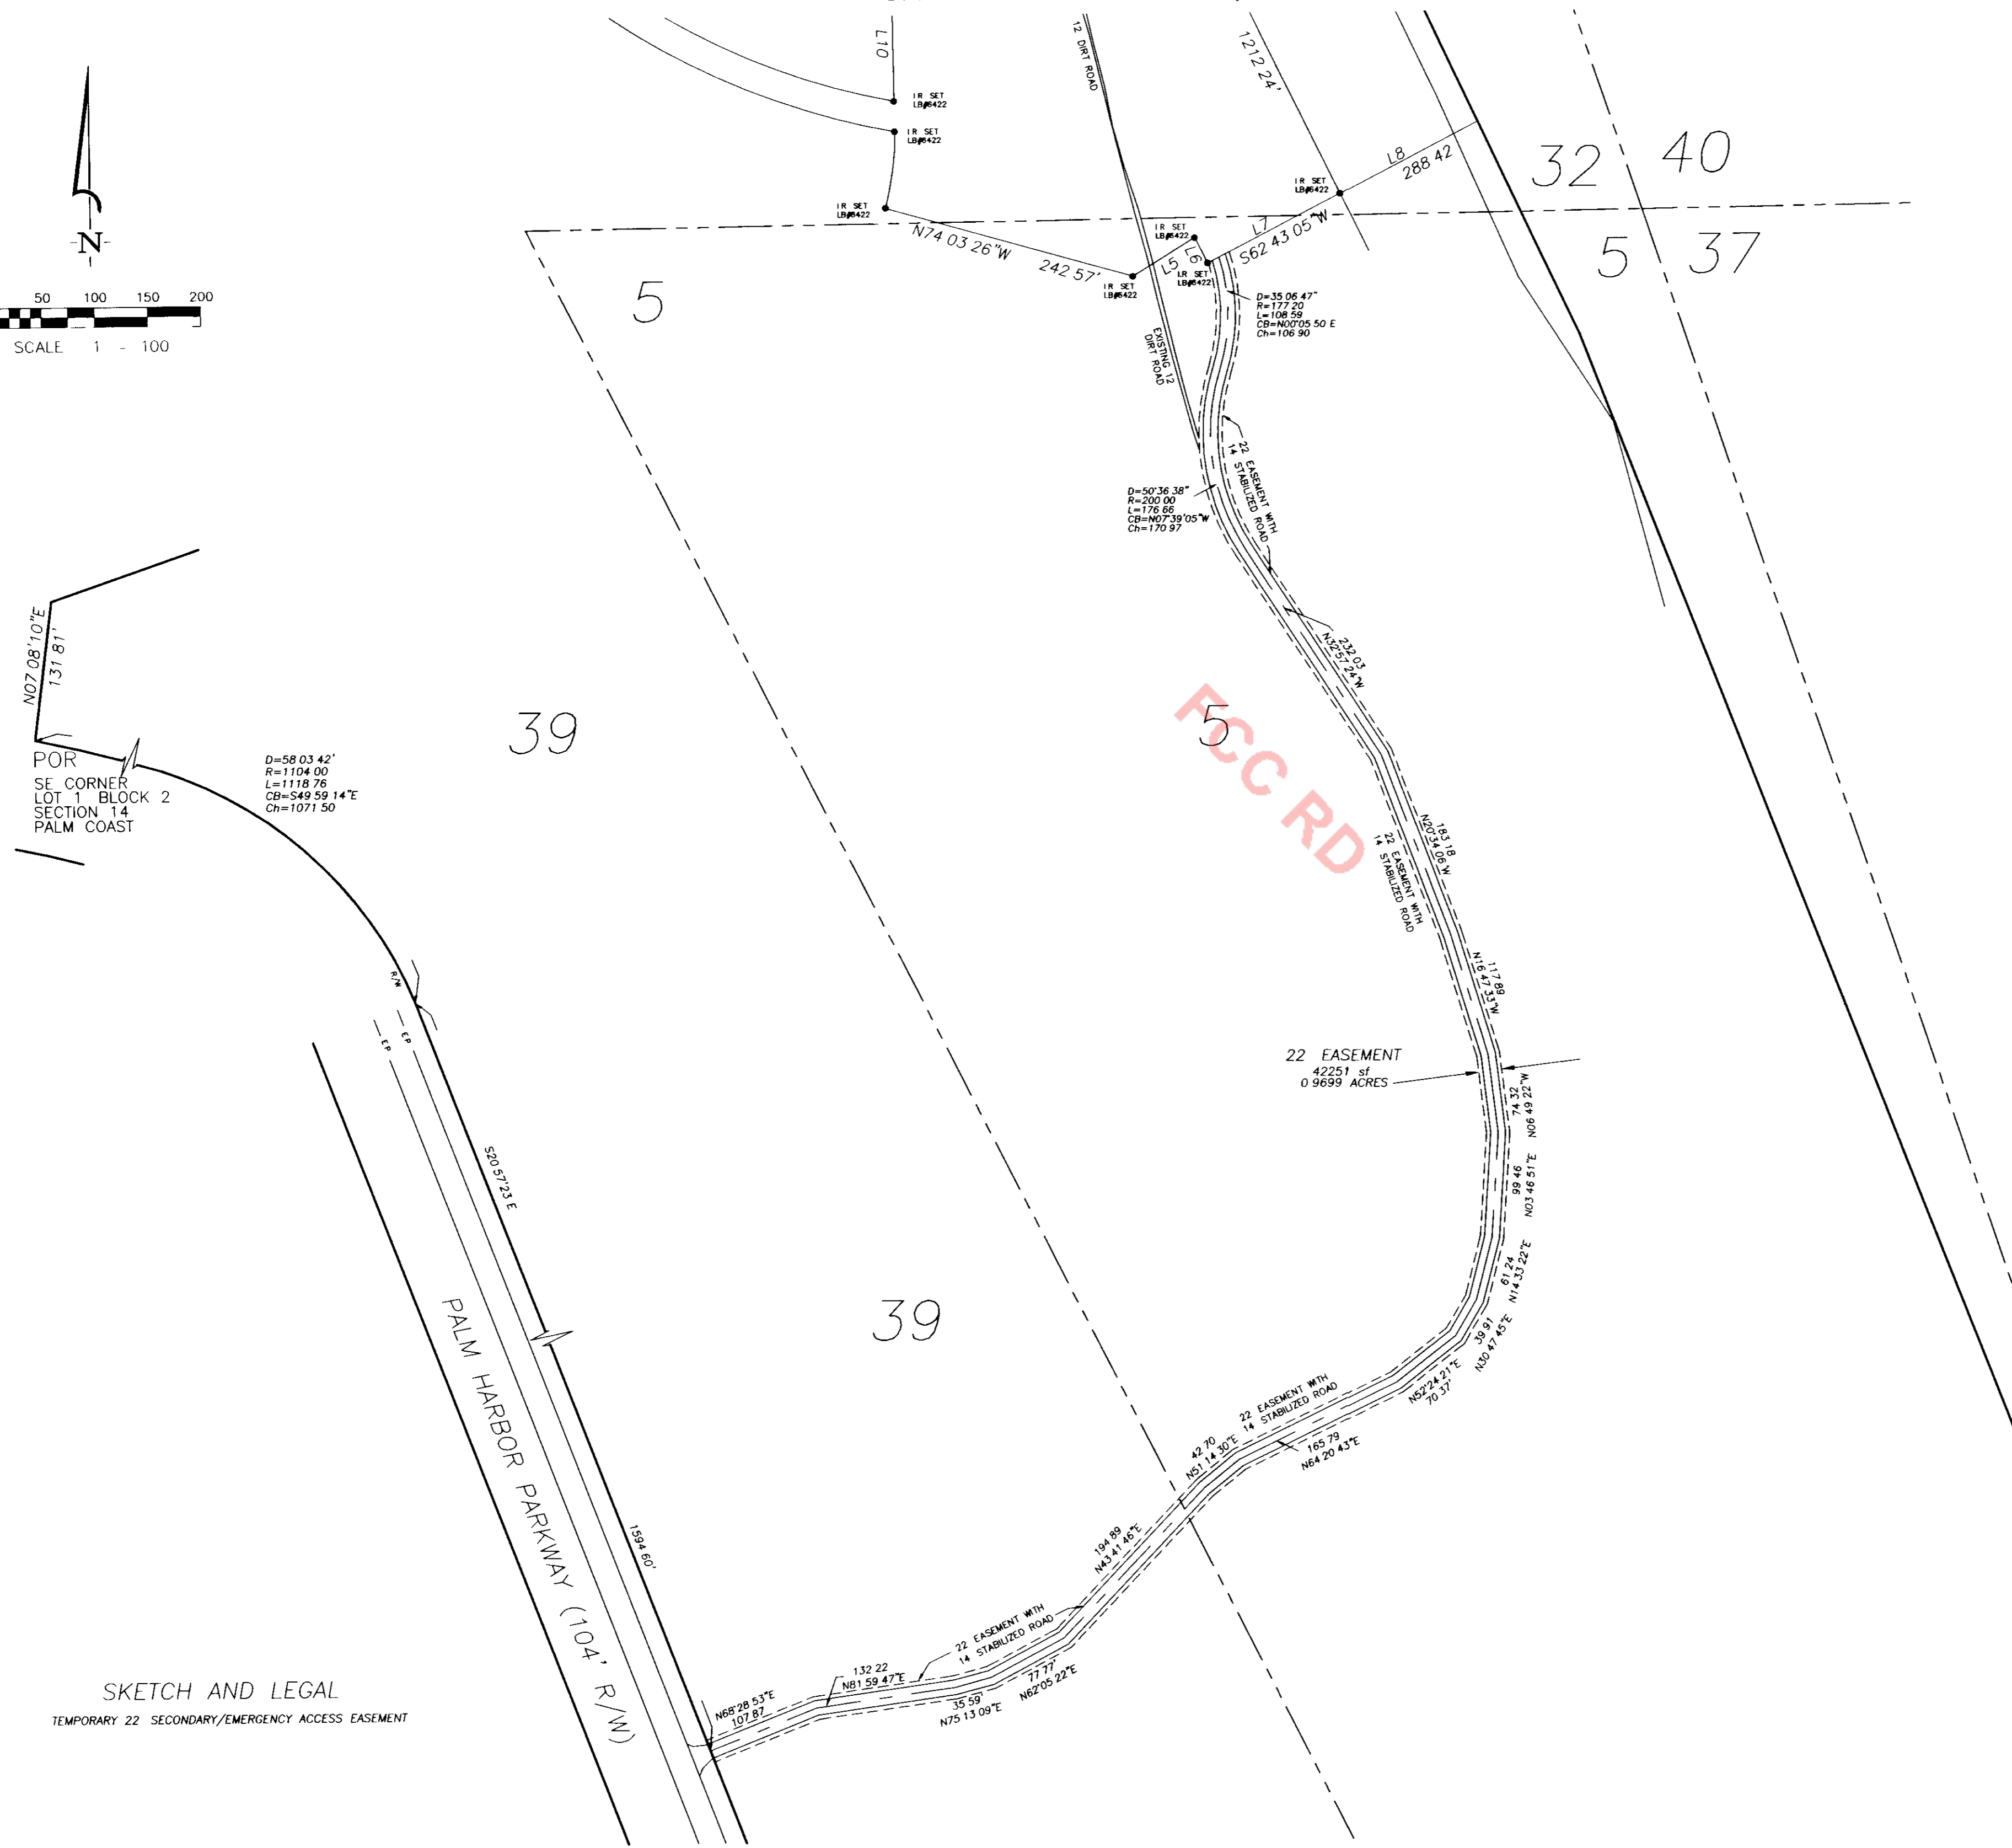 L10
12 DIRT ROAD
1212 24'
I R SET
LB#6422
I R SET
LB#6422
I R SET
LB#6422
I R SET
LB#6422
I R SET
LB#6422
I R SET
LB#6422
I.R SET
LB#6422
L8
288 42
32
40
5
37
N74 03 26"W 242 57'
L5
L6
L7
S62 43 05"W
N
50 100 150 200
SCALE 1 - 100
5
D=35 06 47"
R=177 20
L=108 59
CB=N00°05 50 E
Ch=106 90
EXISTING 12
DIRT ROAD
22 EASEMENT WITH
14 STABILIZED ROAD
D=50°36 38"
R=200 00
L=176 66
CB=N07°39'05"W
Ch=170 97
232 03
N32°57 24"W
N07 08'10"E
131 81'
POR
SE CORNER
LOT 1 BLOCK 2
SECTION 14
PALM COAST
D=58 03 42'
R=1104 00
L=1118 76
CB=S49 59 14"E
Ch=1071 50
39
5
FCC RD
183 18
N20°34 06"W
22 EASEMENT WITH
14 STABILIZED ROAD
117 89
N16 47 33"W
R/W
EP
EP
22 EASEMENT
42251 sf
0 9699 ACRES
74 32
N06 49 22"W
99 46
N03 46 51"E
61 24
N14 33 22"E
39 91
N30 47 45"E
N52°24 21"E
70 37'
S20 57'23 E
39
PALM HARBOR PARKWAY (104' R/W)
1594 60'
22 EASEMENT WITH
14 STABILIZED ROAD
42 70
N51 14 30"E
165 79
N64 20 43"E
194 89
N43 41 46"E
22 EASEMENT WITH
14 STABILIZED ROAD
132 22
N81 59 47"E
77 77'
N62°05 22"E
35 59'
N75 13 09"E
N68°28 53"E
107 87
SKETCH AND LEGAL
TEMPORARY 22 SECONDARY/EMERGENCY ACCESS EASEMENT